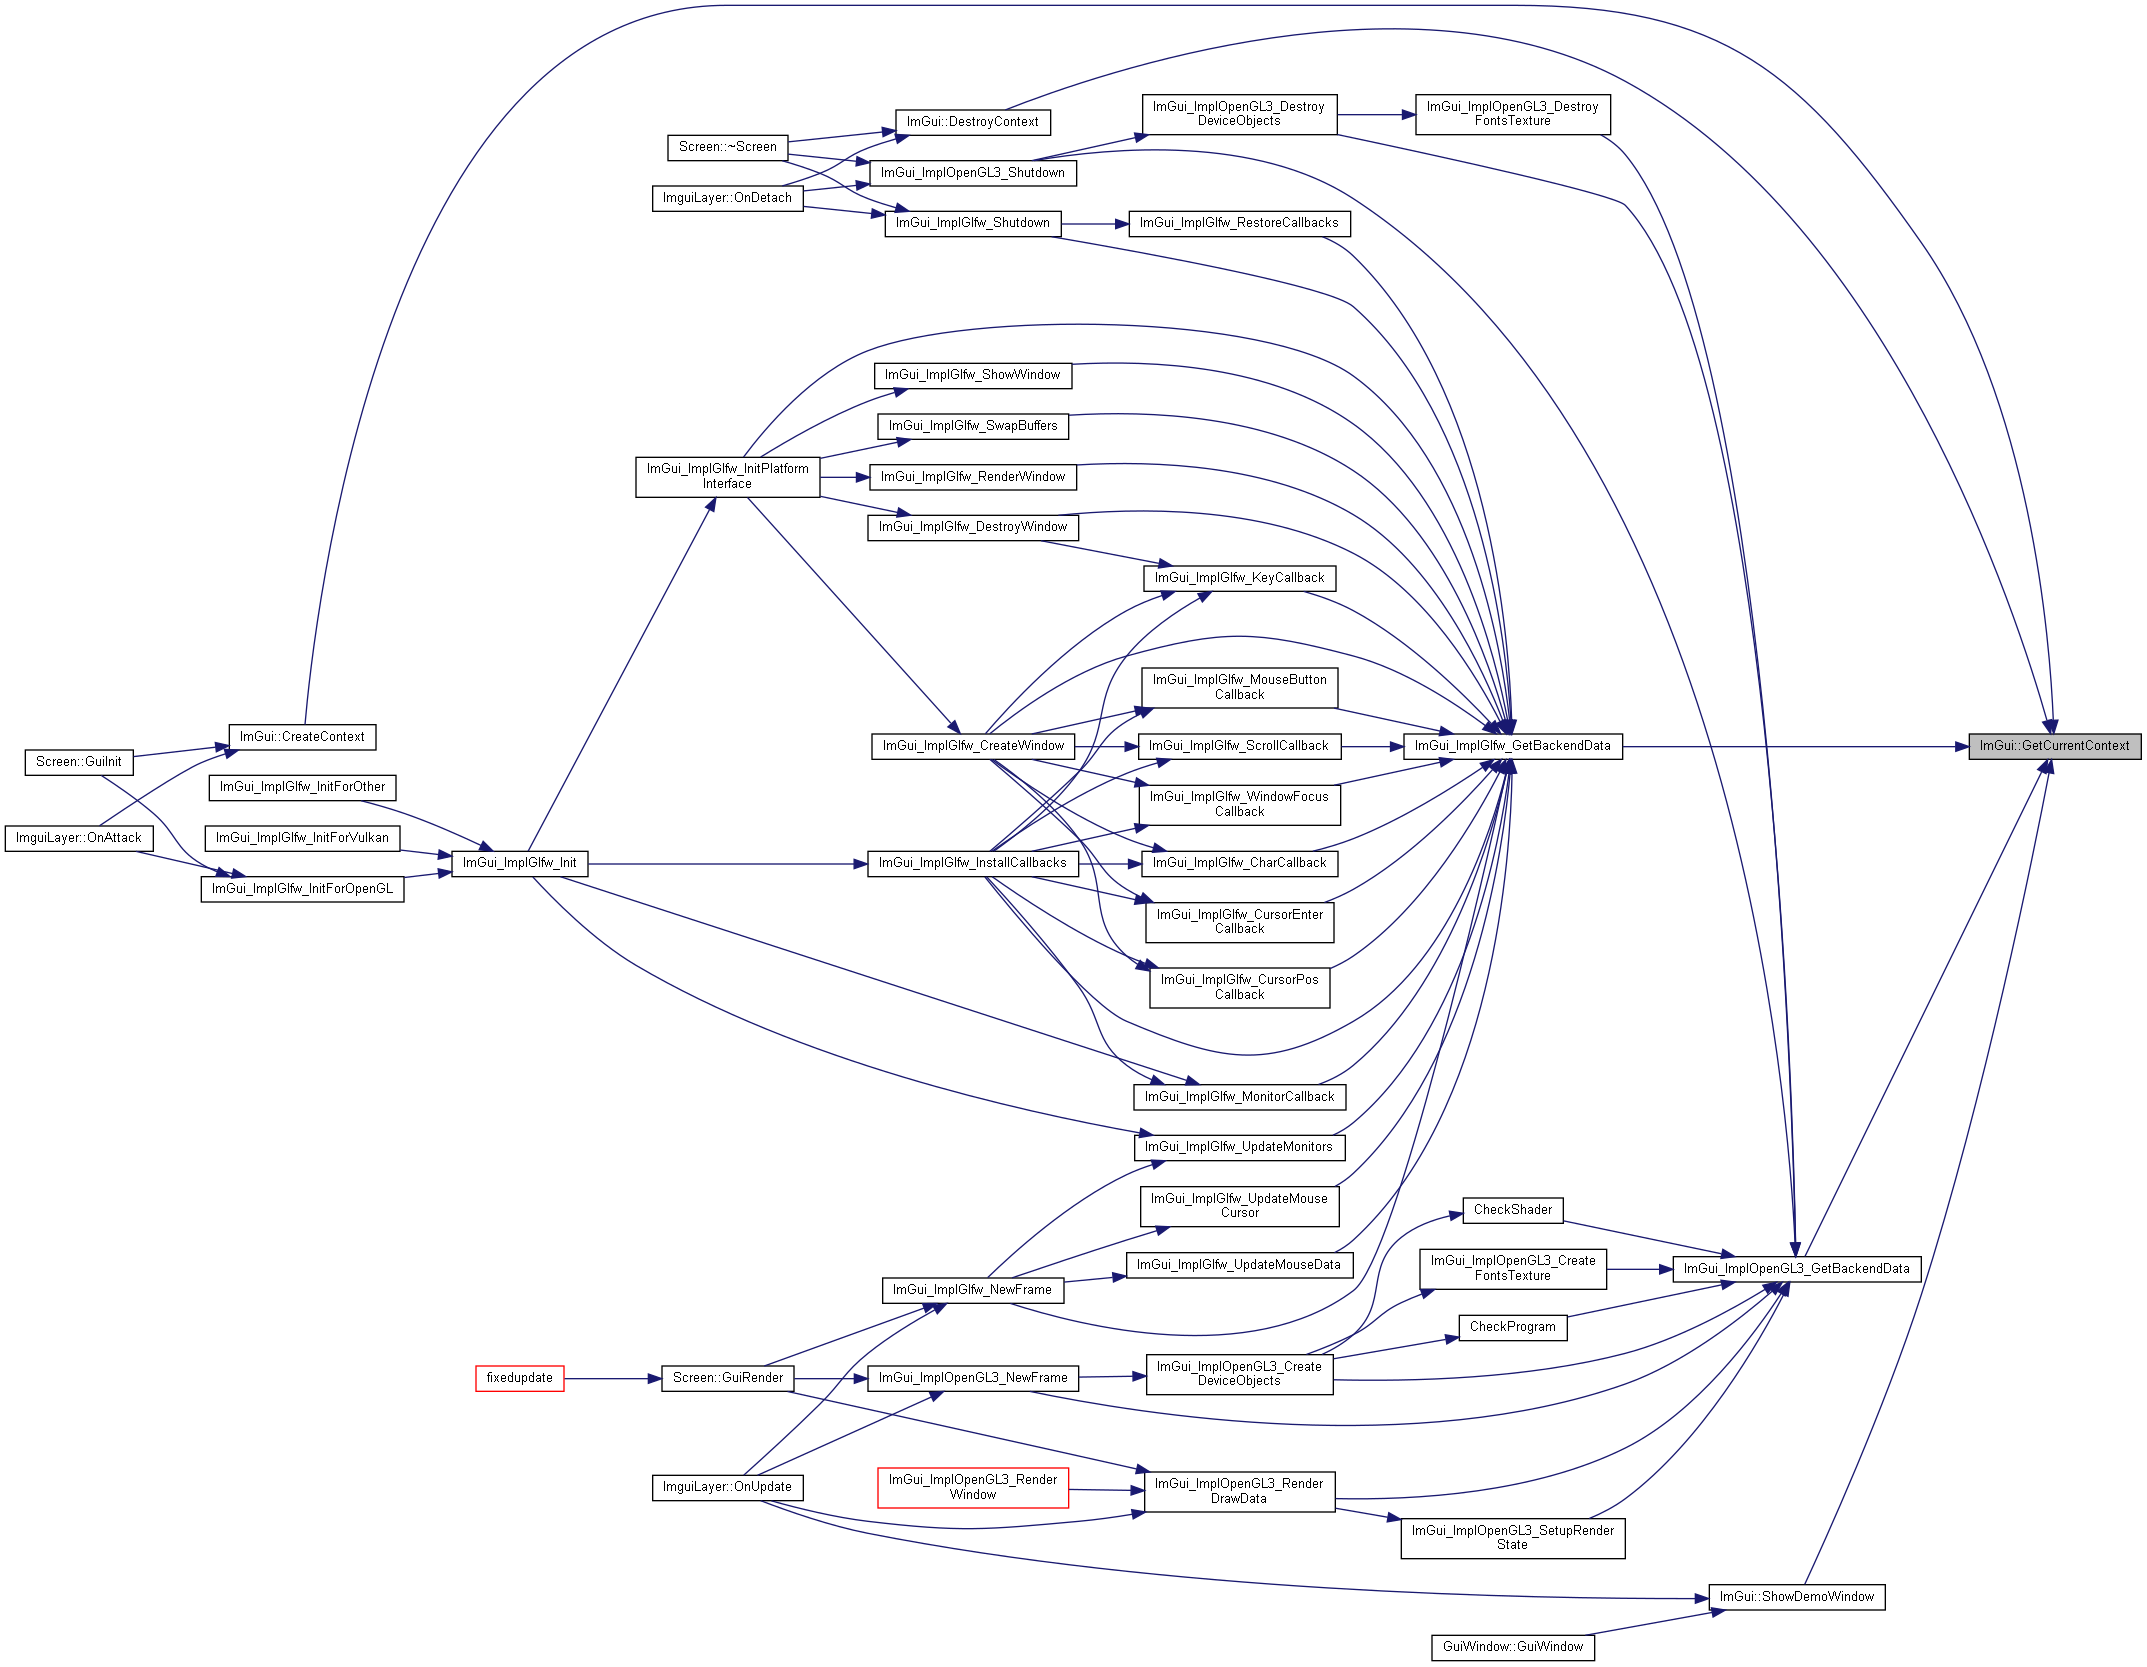 ImGui_ImplOpenGL3_Destroy
DeviceObjects
ImGui_ImplOpenGL3_Destroy
FontsTexture
ImGui::DestroyContext
Screen::~Screen
ImGui_ImplOpenGL3_Shutdown
ImguiLayer::OnDetach
ImGui_ImplGlfw_Shutdown
ImGui_ImplGlfw_RestoreCallbacks
ImGui_ImplGlfw_ShowWindow
ImGui_ImplGlfw_SwapBuffers
ImGui_ImplGlfw_InitPlatform
Interface
ImGui_ImplGlfw_RenderWindow
ImGui_ImplGlfw_DestroyWindow
ImGui_ImplGlfw_KeyCallback
ImGui_ImplGlfw_MouseButton
Callback
ImGui::CreateContext
ImGui_ImplGlfw_CreateWindow
ImGui_ImplGlfw_ScrollCallback
ImGui_ImplGlfw_GetBackendData
ImGui::GetCurrentContext
Screen::GuiInit
ImGui_ImplGlfw_InitForOther
ImGui_ImplGlfw_WindowFocus
Callback
ImguiLayer::OnAttack
ImGui_ImplGlfw_InitForVulkan
ImGui_ImplGlfw_Init
ImGui_ImplGlfw_InstallCallbacks
ImGui_ImplGlfw_CharCallback
ImGui_ImplGlfw_InitForOpenGL
ImGui_ImplGlfw_CursorEnter
Callback
ImGui_ImplGlfw_CursorPos
Callback
ImGui_ImplGlfw_MonitorCallback
ImGui_ImplGlfw_UpdateMonitors
ImGui_ImplGlfw_UpdateMouse
Cursor
CheckShader
ImGui_ImplGlfw_UpdateMouseData
ImGui_ImplOpenGL3_Create
FontsTexture
ImGui_ImplOpenGL3_GetBackendData
ImGui_ImplGlfw_NewFrame
CheckProgram
fixedupdate
Screen::GuiRender
ImGui_ImplOpenGL3_NewFrame
ImGui_ImplOpenGL3_Create
DeviceObjects
ImguiLayer::OnUpdate
ImGui_ImplOpenGL3_Render
Window
ImGui_ImplOpenGL3_Render
DrawData
ImGui_ImplOpenGL3_SetupRender
State
ImGui::ShowDemoWindow
GuiWindow::GuiWindow